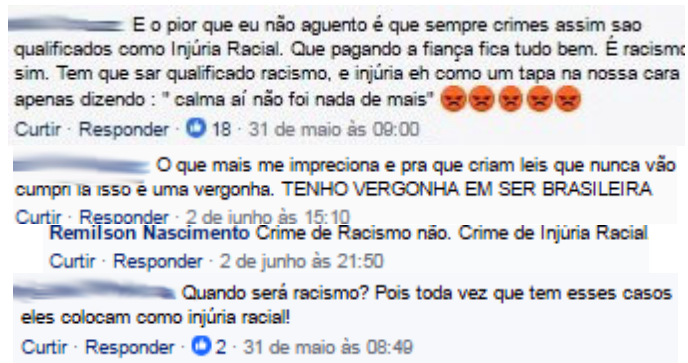 E o pior que eu não aguento é que sempre crimes assim sao
qualificados como Injúria Racial. Que pagando a fiança fica tudo bem. É racismo
sim. Tem que sar qualificado racismo, e injúria eh como um tapa na nossa cara
apenas dizendo : " calma aí não foi nada de mais" 😡😡😡😡😡
Curtir · Responder · 18 · 31 de maio às 09:00
O que mais me impreciona e pra que criam leis que nunca vão
cumpri la isso é uma vergonha. TENHO VERGONHA EM SER BRASILEIRA
Curtir · Responder · 2 de junho às 15:10
Remilson Nascimento Crime de Racismo não. Crime de Injúria Racial
Curtir · Responder · 2 de junho às 21:50
Quando será racismo? Pois toda vez que tem esses casos
eles colocam como injúria racial!
Curtir · Responder · 2 · 31 de maio às 08:49